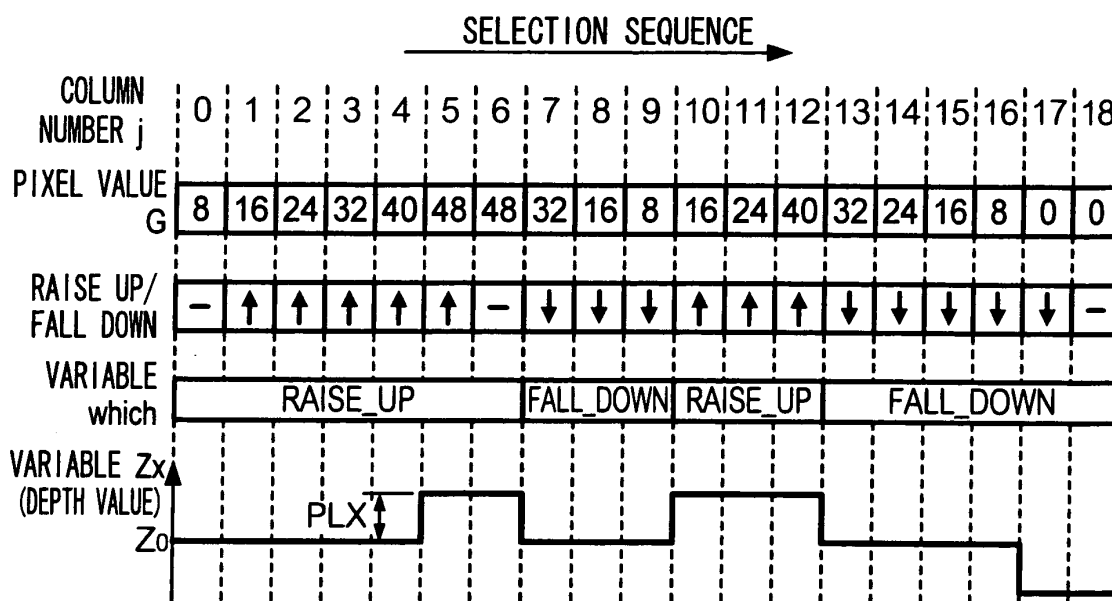 SELECTION SEQUENCE
COLUMN NUMBER j 0 1 2 3 4 5 6 7 8 9 10 11 12 13 14 15 16 17 18
PIXEL VALUE G 8 16 24 32 40 48 48 32 16 8 16 24 40 32 24 16 8 0 0
RAISE UP/ FALL DOWN – ↑ ↑ ↑ ↑ ↑ – ↓ ↓ ↓ ↑ ↑ ↑ ↓ ↓ ↓ ↓ ↓ –
VARIABLE which RAISE_UP FALL_DOWN RAISE_UP FALL_DOWN
VARIABLE Zx
(DEPTH VALUE)
PLX
Z0